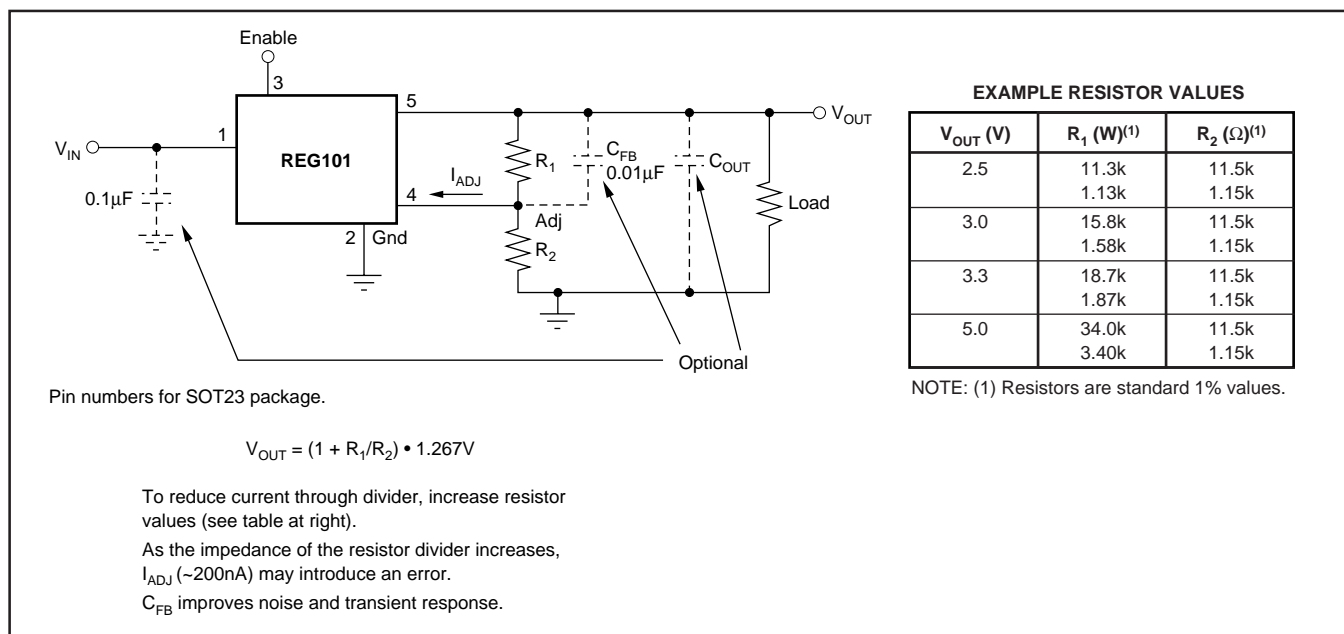 Enable
3
5
V_OUT
1
V_IN
REG101
R_1
C_FB
0.01µF
C_OUT
I_ADJ
0.1µF
4
Load
Adj
2 Gnd
R_2
Optional
Pin numbers for SOT23 package.
V_OUT = (1 + R_1/R_2) • 1.267V
To reduce current through divider, increase resistor
values (see table at right).
As the impedance of the resistor divider increases,
I_ADJ (~200nA) may introduce an error.
C_FB improves noise and transient response.
EXAMPLE RESISTOR VALUES
V_OUT (V) R_1 (W)(1) R_2 (Ω)(1)
2.5 11.3k 11.5k
1.13k 1.15k
3.0 15.8k 11.5k
1.58k 1.15k
3.3 18.7k 11.5k
1.87k 1.15k
5.0 34.0k 11.5k
3.40k 1.15k
NOTE: (1) Resistors are standard 1% values.